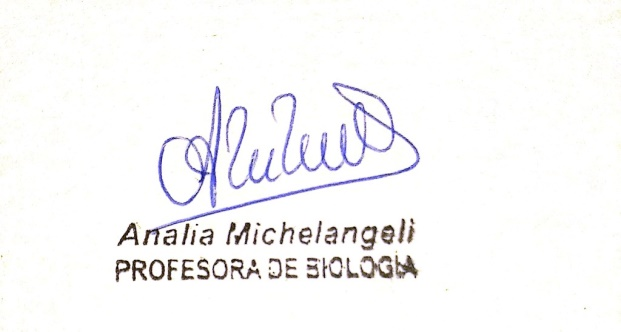 Analia Michelangeli
PROFESORA DE BIOLOGIA